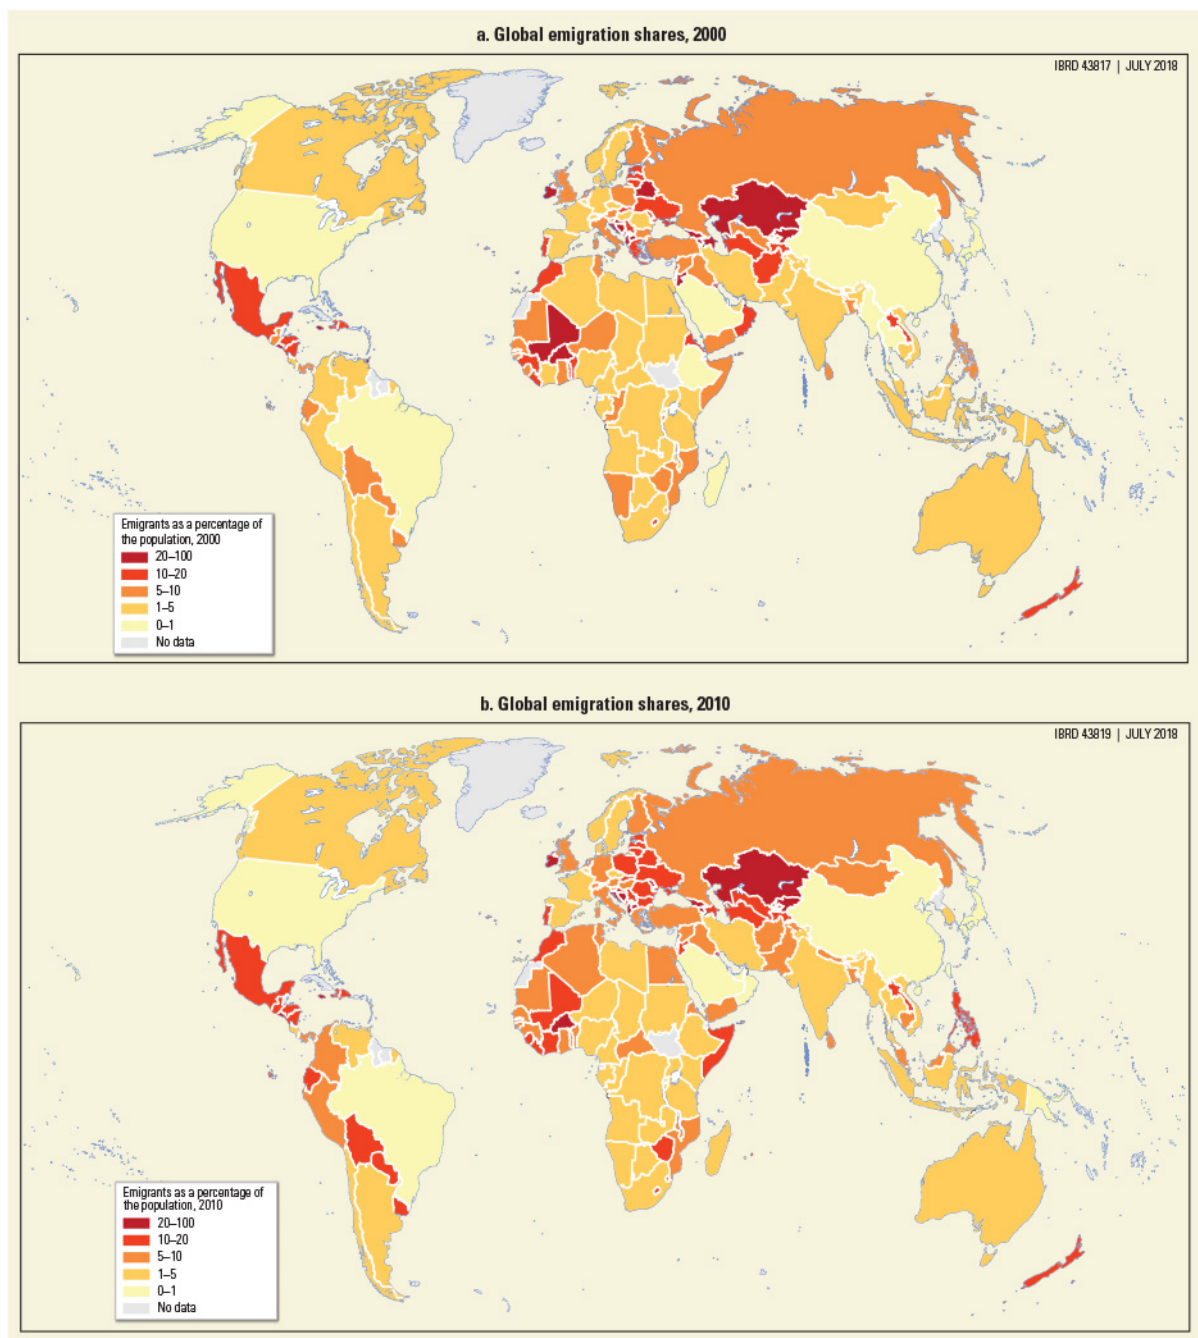 a. Global emigration shares, 2000
IBRD 43817 | JULY 2018
Emigrants as a percentage of
the population, 2000
20–100
10–20
5–10
1–5
0–1
No data
b. Global emigration shares, 2010
IBRD 43819 | JULY 2018
Emigrants as a percentage of
the population, 2010
20–100
10–20
5–10
1–5
0–1
No data